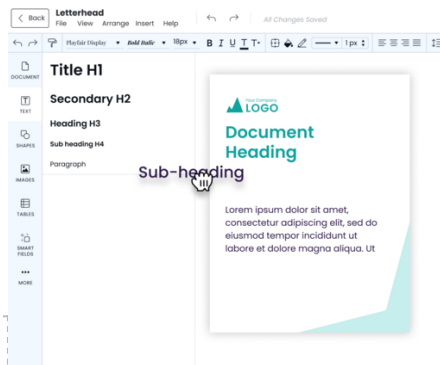 Back
Letterhead
File View Arrange Insert Help
All Changes Saved
Playfair Display Bold Italic 18px B I U T T 1 px
DOCUMENT
TEXT
SHAPES
IMAGES
TABLES
SMART
FIELDS
MORE
Title H1
Secondary H2
Heading H3
Sub heading H4
Paragraph
Sub-heading
Your Company
LOGO
Document
Heading
Lorem ipsum dolor sit amet,
consectetur adipiscing elit, sed do
eiusmod tempor incididunt ut
labore et dolore magna aliqua. Ut